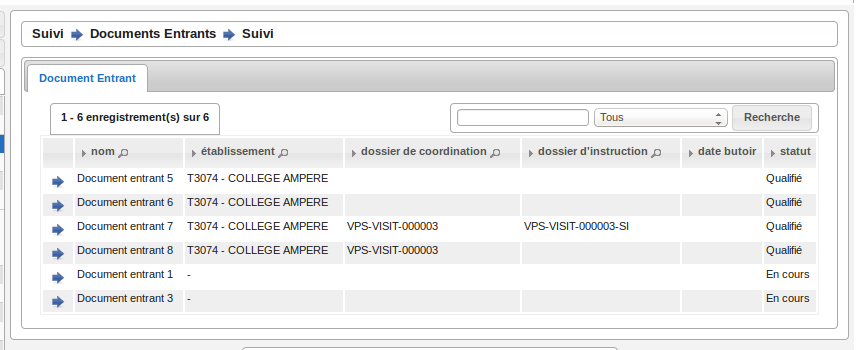 Suivi Documents Entrants Suivi
Document Entrant
1 - 6 enregistrement(s) sur 6 Tous Recherche
nom établissement dossier de coordination dossier d'instruction date butoir statut
Document entrant 5 T3074 - COLLEGE AMPERE Qualifié
Document entrant 6 T3074 - COLLEGE AMPERE Qualifié
Document entrant 7 T3074 - COLLEGE AMPERE VPS-VISIT-000003 VPS-VISIT-000003-SI Qualifié
Document entrant 8 T3074 - COLLEGE AMPERE VPS-VISIT-000003 Qualifié
Document entrant 1 - En cours
Document entrant 3 - En cours